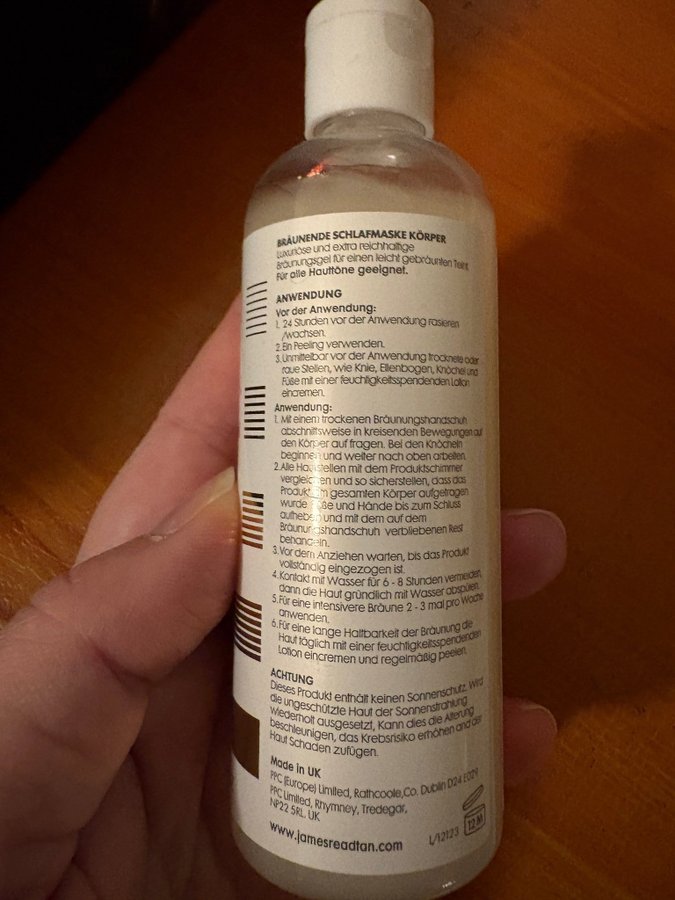 BRÄUNENDE SCHLAFMASKE KÖRPER
Luxuriöse und extra reichhaltige
Bräunungsgel für einen leicht gebräunten Teint
Für alle Hauttöne geeignet.
ANWENDUNG
Vor der Anwendung:
1. 24 Stunden vor der Anwendung rasieren
/wachsen.
2. Ein Peeling verwenden.
3. Unmittelbar vor der Anwendung trocknete oder
raue Stellen, wie Knie, Ellenbogen, Knöchel und
Füße mit einer feuchtigkeitsspendenden Lotion
eincremen.
Anwendung:
1. Mit einem trockenen Bräunungshandschuh
abschnittsweise in kreisenden Bewegungen auf
den Körper auf fragen. Bei den Knöcheln
beginnen und weiter nach oben arbeiten.
2. Alle Hautstellen mit dem Produktschimmer
vergleichen und so sicherstellen, dass das
Produkt im gesamten Körper aufgetragen
wurde Füße und Hände bis zum Schluss
aufheben und mit dem auf dem
Bräunungshandschuh verbliebenen Rest
behandeln.
3. Vor dem Anziehen warten, bis das Produkt
vollständig eingezogen ist.
4. Kontakt mit Wasser für 6 - 8 Stunden vermeiden,
dann die Haut gründlich mit Wasser abspülen.
5. Für eine intensivere Bräune 2 - 3 mal pro Woche
anwenden.
6. Für eine lange Haltbarkeit der Bräunung die
Haut täglich mit einer feuchtigkeitsspendenden
Lotion eincremen und regelmäßig peelen.
ACHTUNG
Dieses Produkt enthält keinen Sonnenschutz. Wird
die ungeschützte Haut der Sonnenstrahlung
wiederholt ausgesetzt, Kann dies die Alterung
beschleunigen, das Krebsrisiko erhöhen and der
Haut Schaden zufügen.
Made in UK
PPC (Europe) Limited, Rathcoole,Co. Dublin D24 E029
PPC Limited, Rhymney, Tredegar,
NP22 5RL. UK
www.jamesreadtan.com
L/12123
12 M